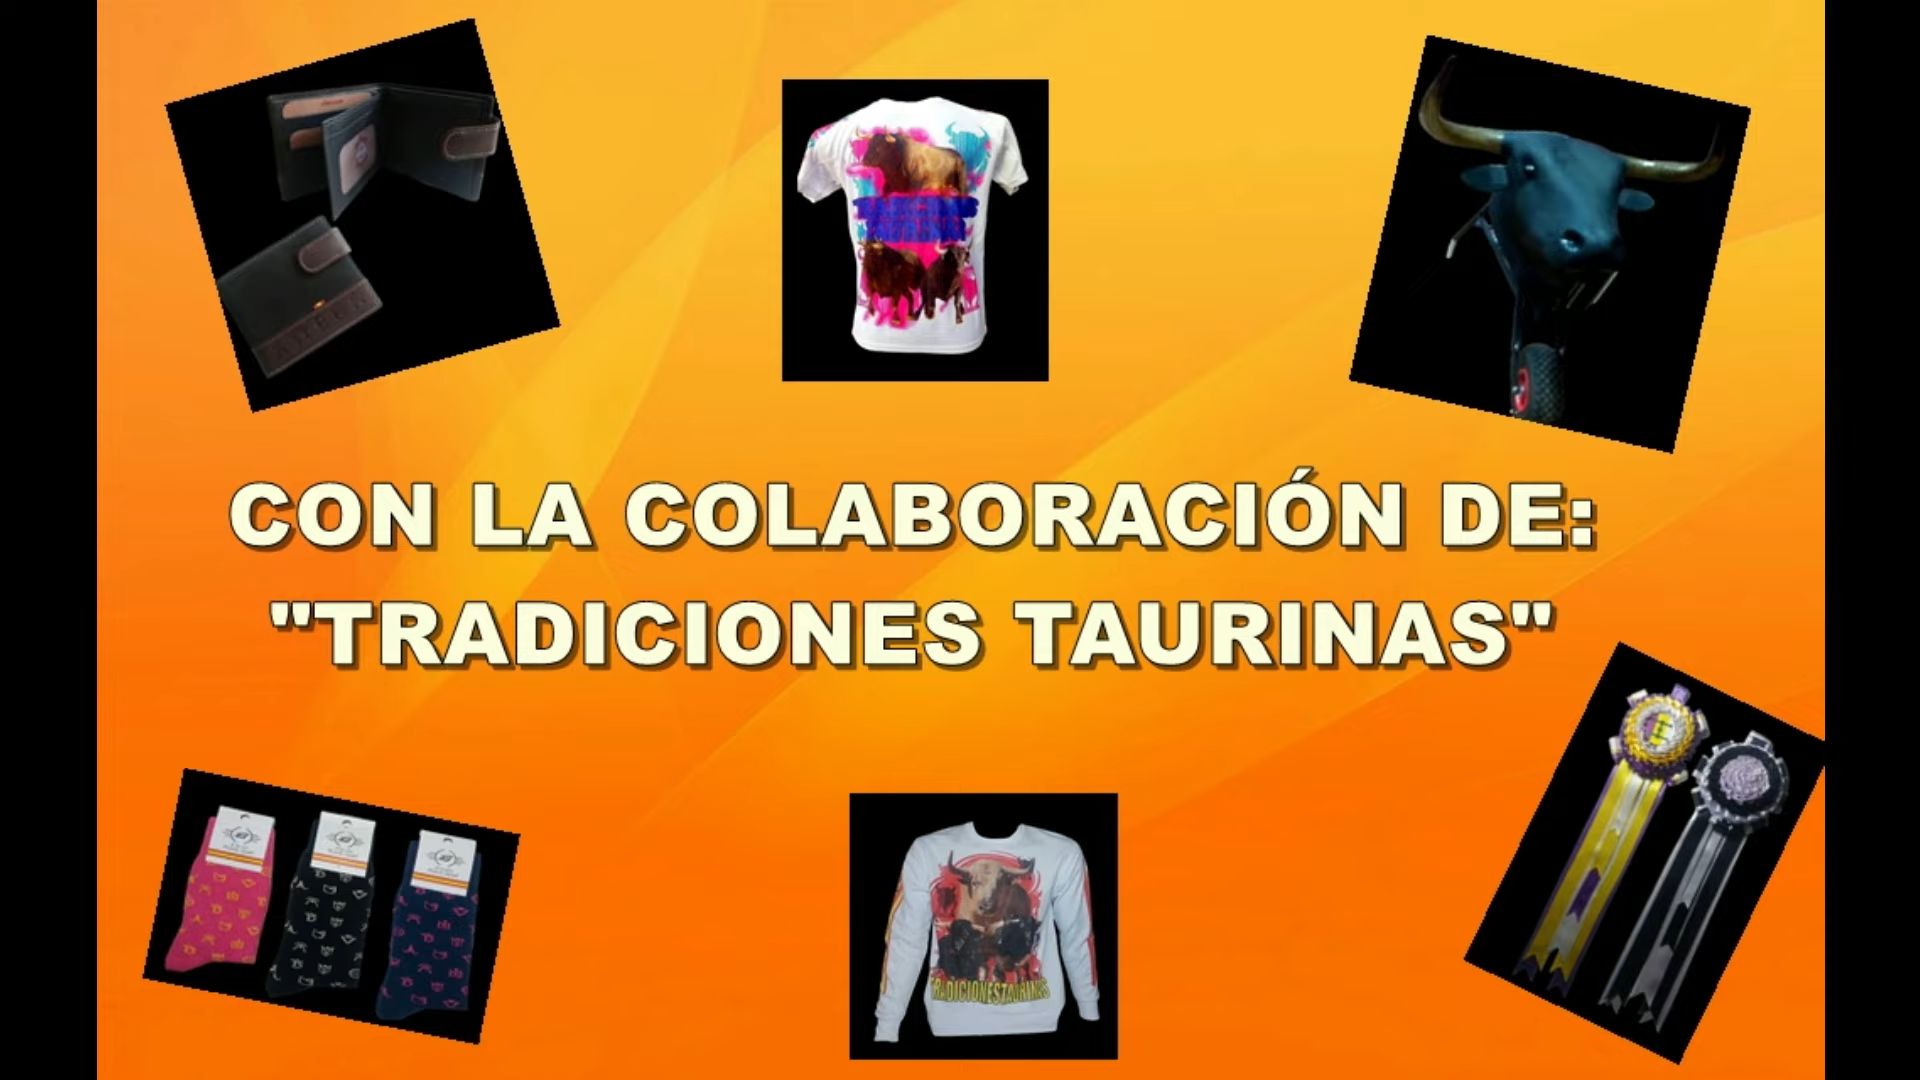 CON LA COLABORACIÓN DE:
"TRADICIONES TAURINAS"
TRADICIONESTAURINAS